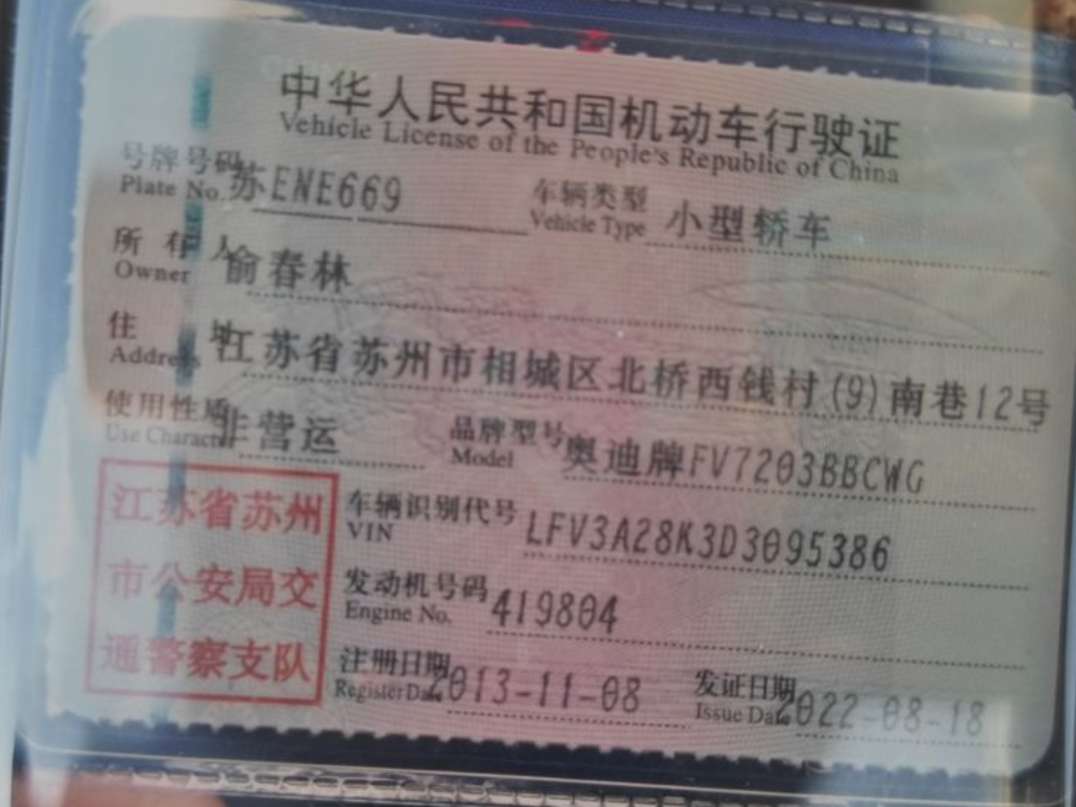 中华人民共和国机动车行驶证
Vehicle License of the People's Republic of China
号牌号码 苏ENE669 车辆类型 小型轿车
Plate No. Vehicle Type
所有人 俞春林
Owner
住址 江苏省苏州市相城区北桥西钱村(9)南巷12号
Address
使用性质 非营运 品牌型号 奥迪牌FV7203BBCWG
Use Character Model
江苏省苏州
市公安局交
通警察支队
车辆识别代号 LFV3A28K3D3095386
VIN
发动机号码 419804
Engine No.
注册日期 2013-11-08 发证日期 2022-08-18
Register Date Issue Date